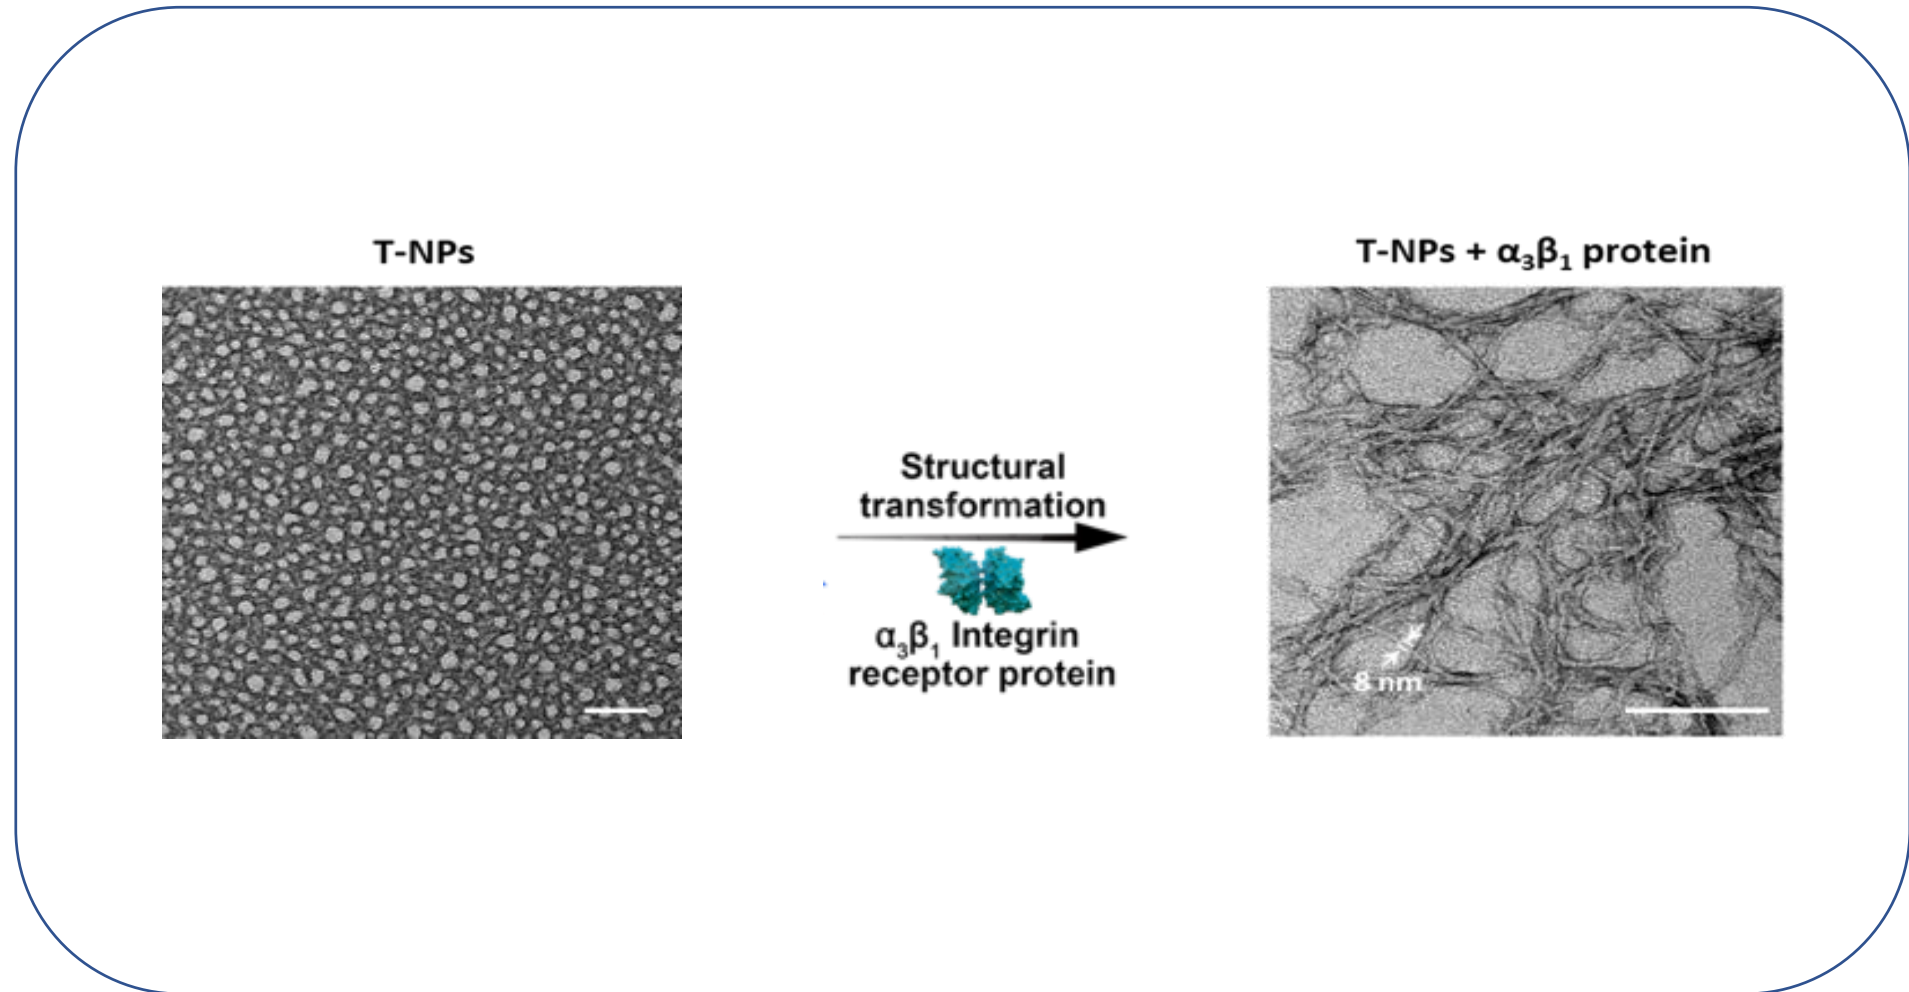 T-NPs
T-NPs + α₃β₁ protein
Structural
transformation
α₃β₁ Integrin
receptor protein
8 nm